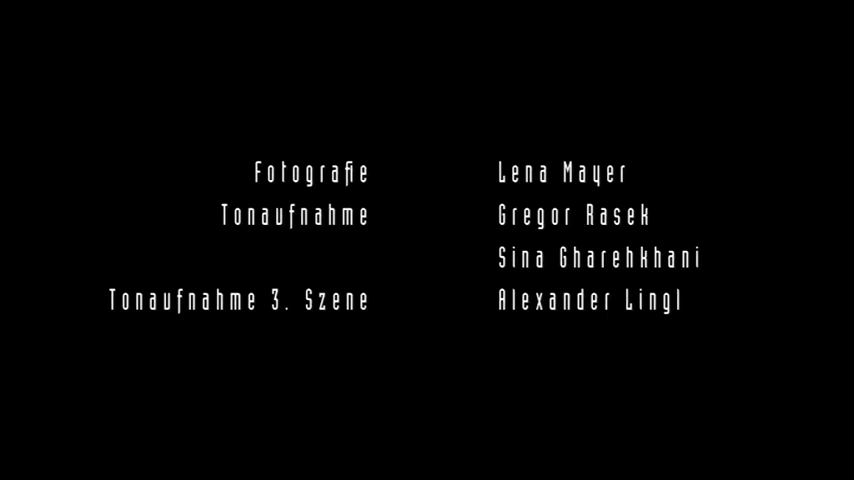 Fotografie Lena Mayer
Tonaufnahme Gregor Rasek
Sina Gharehkhani
Tonaufnahme 3. Szene Alexander Lingl